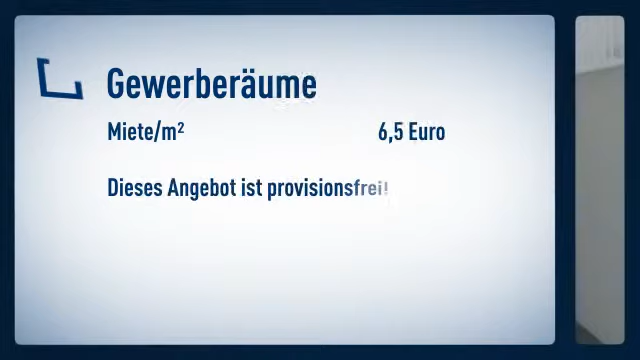 Gewerberäume
Miete/m² 6,5 Euro
Dieses Angebot ist provisionsfrei!